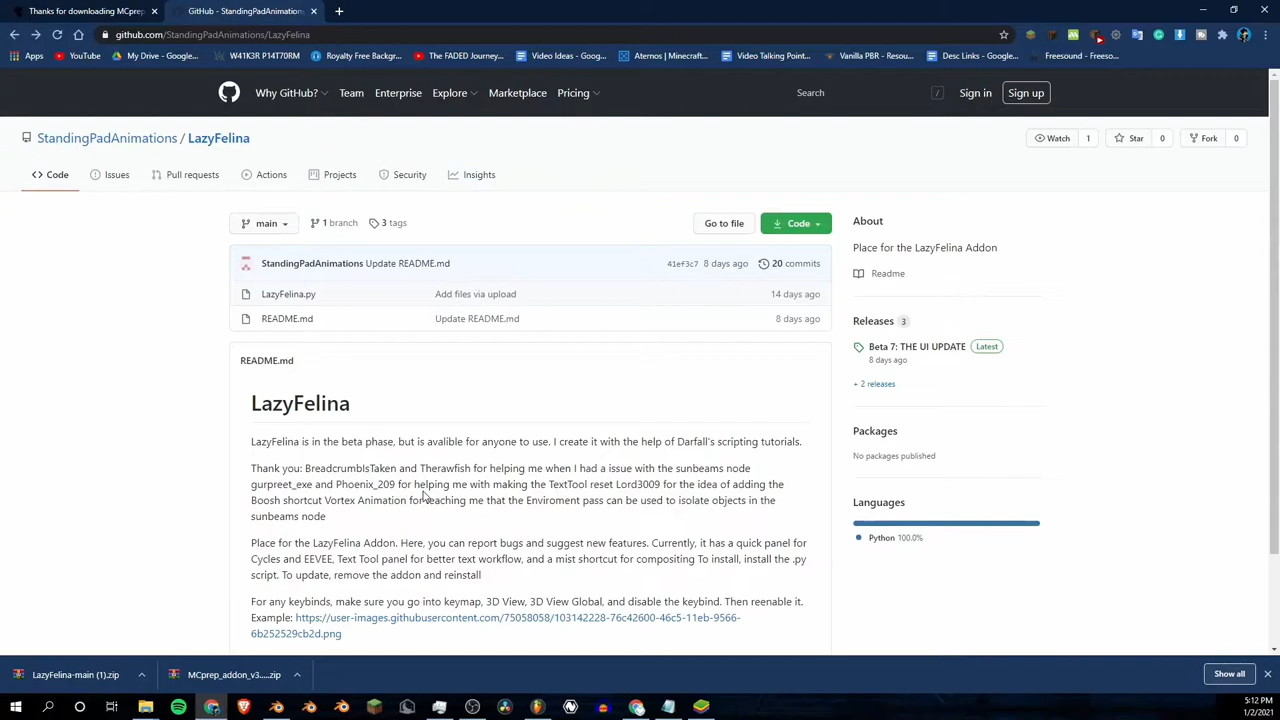 Thanks for downloading MCprep
GitHub - StandingPadAnimations
github.com/StandingPadAnimations/LazyFelina
Apps
My Drive – Google...
W41K3R P14T70RM
Royalty Free Backg...
The FADED Journey...
Video Ideas - Goog...
Aternos | Minecraft...
Video Talking Point...
Vanilla PBR - Resou...
Desc Links - Google...
Freesound - Freeso...
Why GitHub?
Team
Enterprise
Explore
Marketplace
Pricing
Search
/
Sign in
Sign up
StandingPadAnimations / LazyFelina
Watch 1
Star 0
Fork 0
Code
Issues
Pull requests
Actions
Projects
Security
Insights
main
1 branch
3 tags
Go to file
Code
StandingPadAnimations Update README.md
41ef3c7 8 days ago
20 commits
LazyFelina.py
Add files via upload
14 days ago
README.md
Update README.md
8 days ago
README.md
LazyFelina
LazyFelina is in the beta phase, but is avalible for anyone to use. I create it with the help of Darfall's scripting tutorials.
Thank you: BreadcrumbIsTaken and Therawfish for helping me when I had a issue with the sunbeams node
gurpreet_exe and Phoenix_209 for helping me with making the TextTool reset Lord3009 for the idea of adding the
Boosh shortcut Vortex Animation for teaching me that the Enviroment pass can be used to isolate objects in the
sunbeams node
Place for the LazyFelina Addon. Here, you can report bugs and suggest new features. Currently, it has a quick panel for
Cycles and EEVEE, Text Tool panel for better text workflow, and a mist shortcut for compositing To install, install the .py
script. To update, remove the addon and reinstall
For any keybinds, make sure you go into keymap, 3D View, 3D View Global, and disable the keybind. Then reenable it.
Example: https://user-images.githubusercontent.com/75058058/103142228-76c42600-46c5-11eb-9566-
6b252529cb2d.png
About
Place for the LazyFelina Addon
Readme
Releases 3
Beta 7: THE UI UPDATE Latest
8 days ago
+ 2 releases
Packages
No packages published
Languages
Python 100.0%
LazyFelina-main (1).zip
MCprep_addon_v3....zip
Show all
5:12 PM
1/2/2021